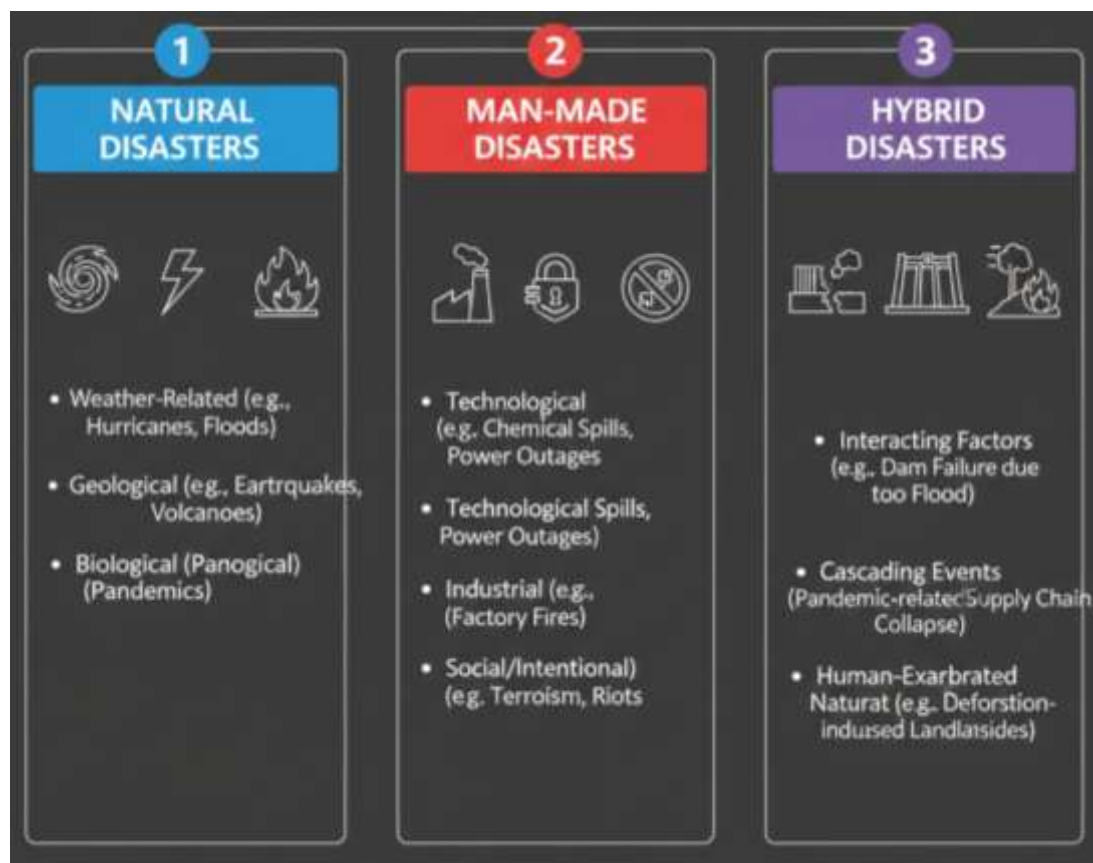 1
NATURAL
DISASTERS
• Weather-Related (e.g.,
Hurricanes, Floods)
• Geological (e.g., Eartrquakes,
Volcanoes)
• Biological (Panogical)
(Pandemics)
2
MAN-MADE
DISASTERS
• Technological
(e.g. Chemical Spills,
Power Outages
• Technological Spills,
Power Outages)
• Industrial (e.g.,
(Factory Fires)
• Social/Intentional)
(e.g. Terroism, Riots
3
HYBRID
DISASTERS
• Interacting Factors
(e.g., Dam Failure due
too Flood)
• Cascading Events
(Pandemic-related Supply Chain
Collapse)
• Human-Exarbrated
Naturat (e.g. Deforstion-
indused Landlaisides)